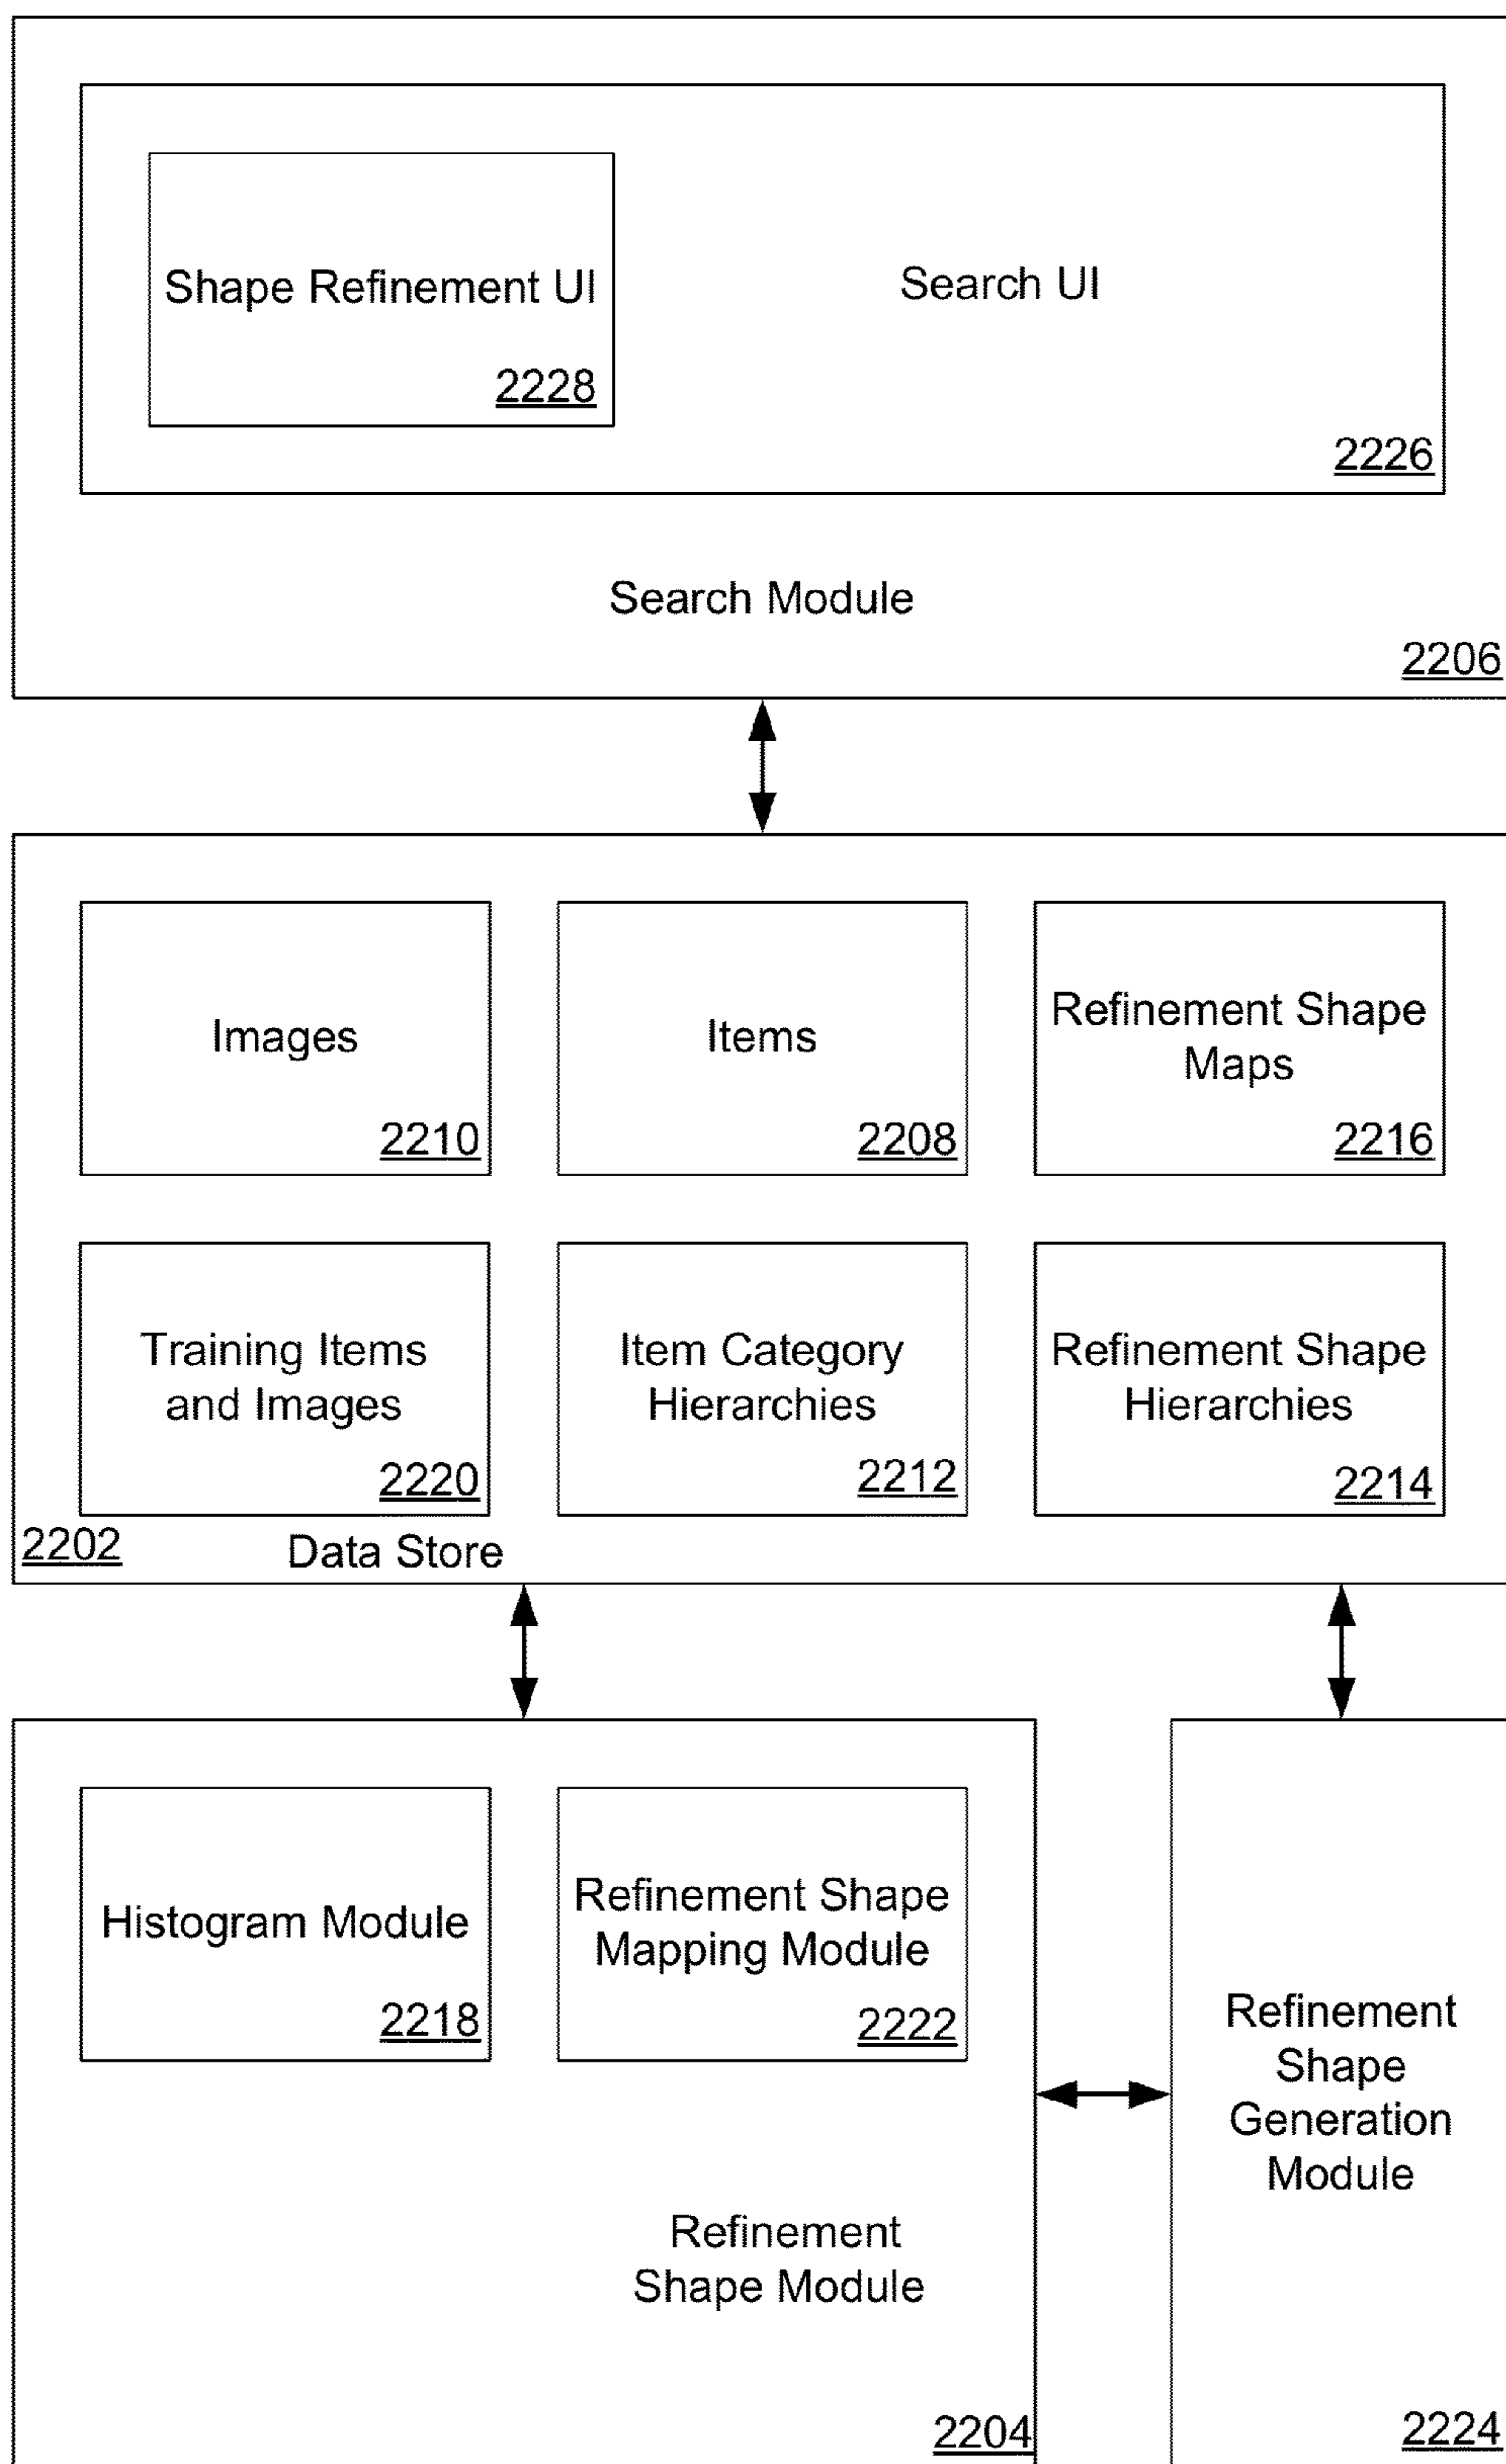 Shape Refinement UI
2228
Search UI
2226
Search Module
2206
Images
2210
Items
2208
Refinement Shape
Maps
2216
Training Items
and Images
2220
Item Category
Hierarchies
2212
Refinement Shape
Hierarchies
2214
2202
Data Store
Histogram Module
2218
Refinement Shape
Mapping Module
2222
Refinement
Shape Module
2204
Refinement
Shape
Generation
Module
2224